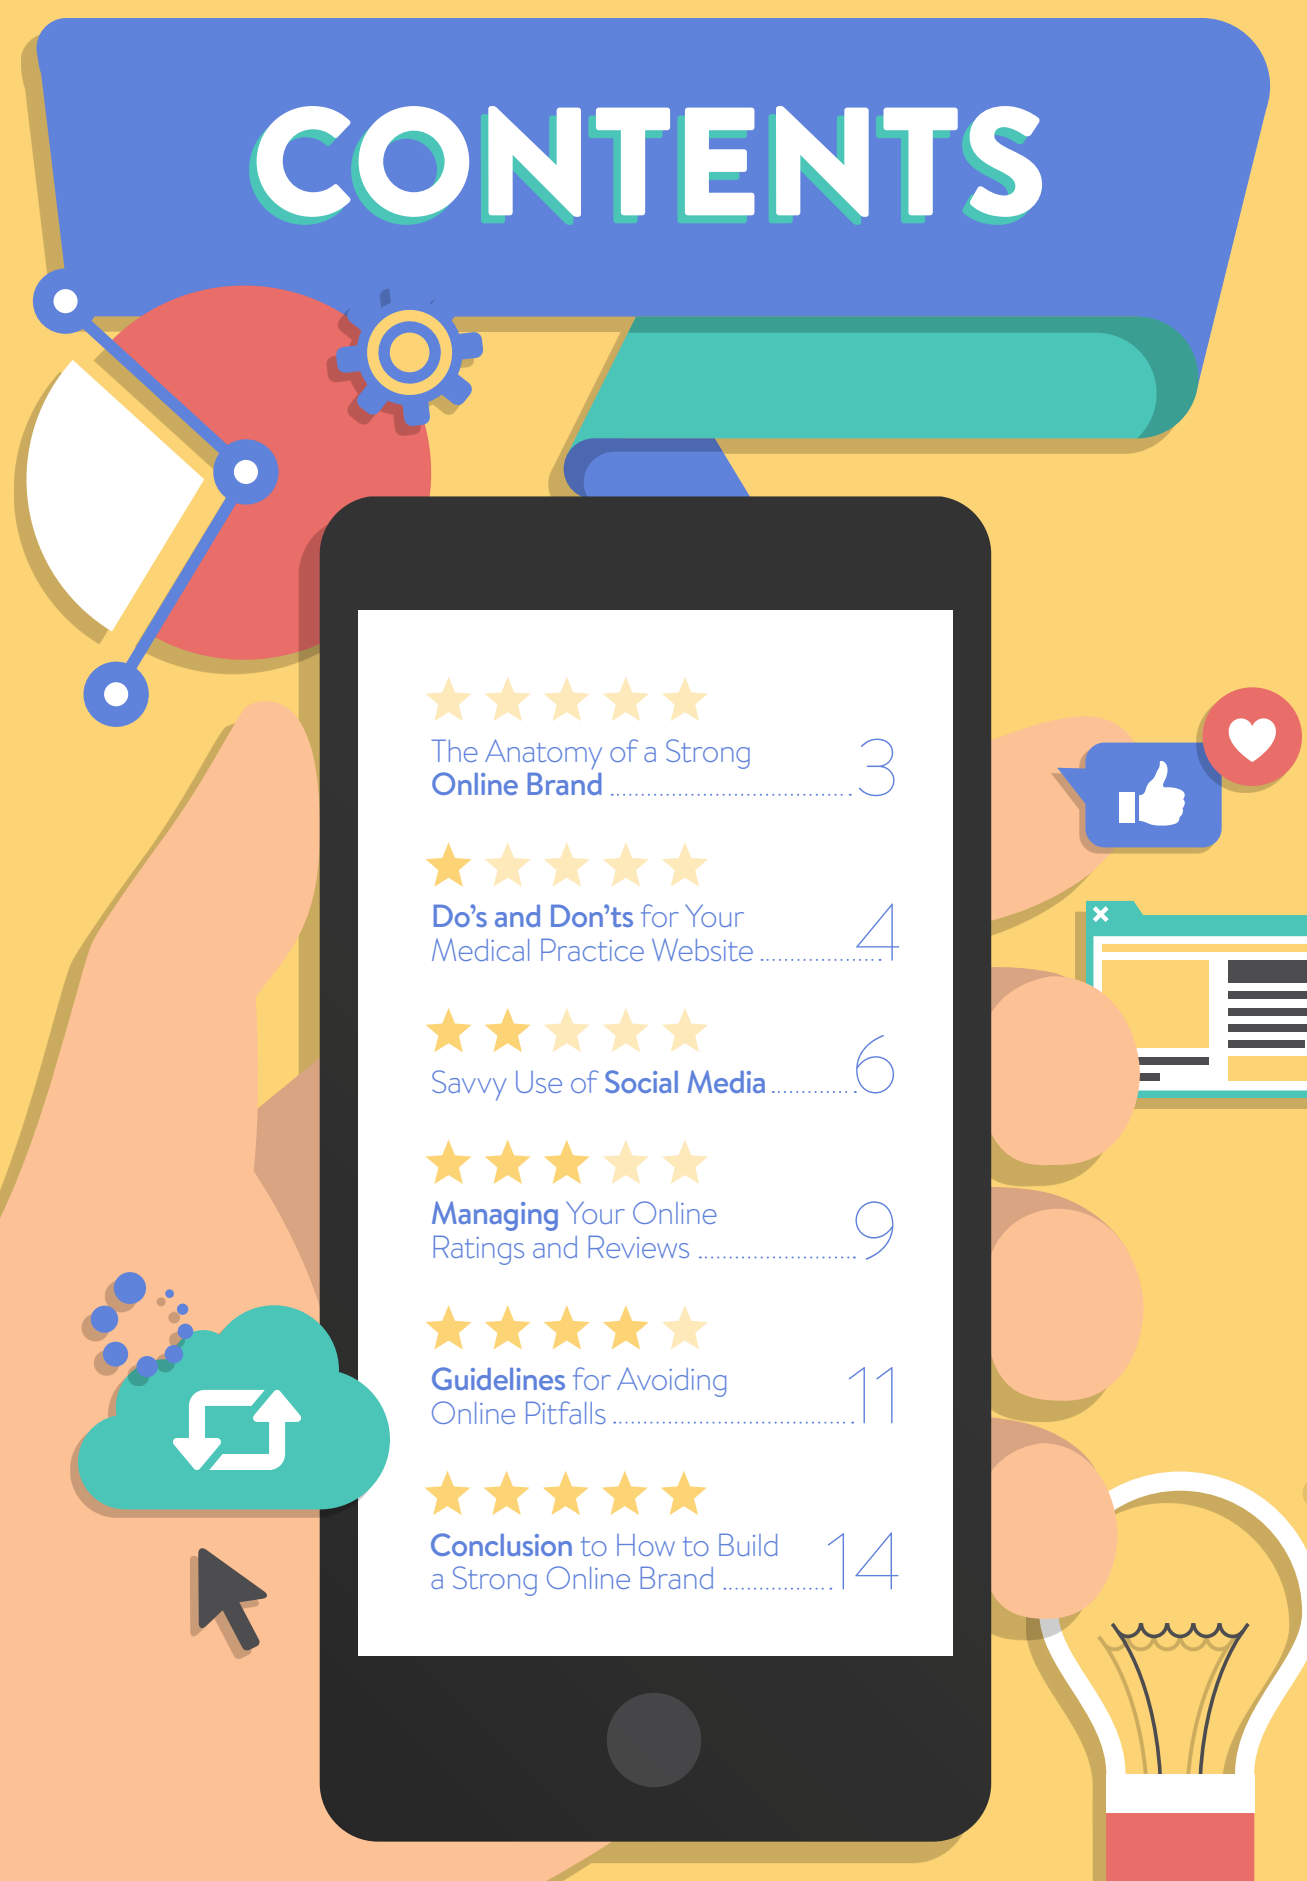 CONTENTS
The Anatomy of a Strong
Online Brand ........................................ 3
Do's and Don'ts for Your
Medical Practice Website .................... 4
Savvy Use of Social Media .............. 6
Managing Your Online
Ratings and Reviews .......................... 9
Guidelines for Avoiding
Online Pitfalls ........................................ 11
Conclusion to How to Build
a Strong Online Brand .................. 14